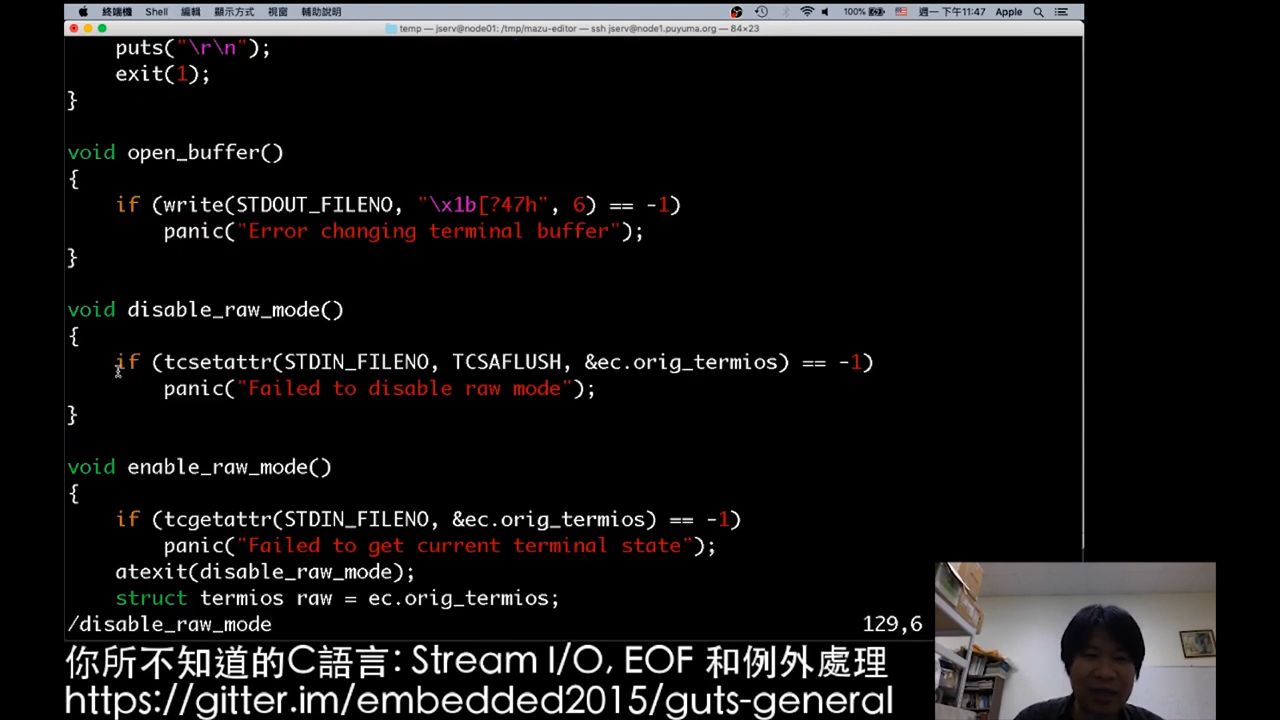 終端機 Shell 編輯 顯示方式 視窗 輔助說明 100% 週一 下午11:47 Apple
temp — jserv@node01: /tmp/mazu-editor — ssh jserv@node1.puyuma.org — 84×23
puts("\r\n");
exit(1);
}
void open_buffer()
{
if (write(STDOUT_FILENO, "\x1b[?47h", 6) == -1)
panic("Error changing terminal buffer");
}
void disable_raw_mode()
{
if (tcsetattr(STDIN_FILENO, TCSAFLUSH, &ec.orig_termios) == -1)
panic("Failed to disable raw mode");
}
void enable_raw_mode()
{
if (tcgetattr(STDIN_FILENO, &ec.orig_termios) == -1)
panic("Failed to get current terminal state");
atexit(disable_raw_mode);
struct termios raw = ec.orig_termios;
/disable_raw_mode 129,6
你所不知道的C語言: Stream I/O, EOF 和例外處理
https://gitter.im/embedded2015/guts-general